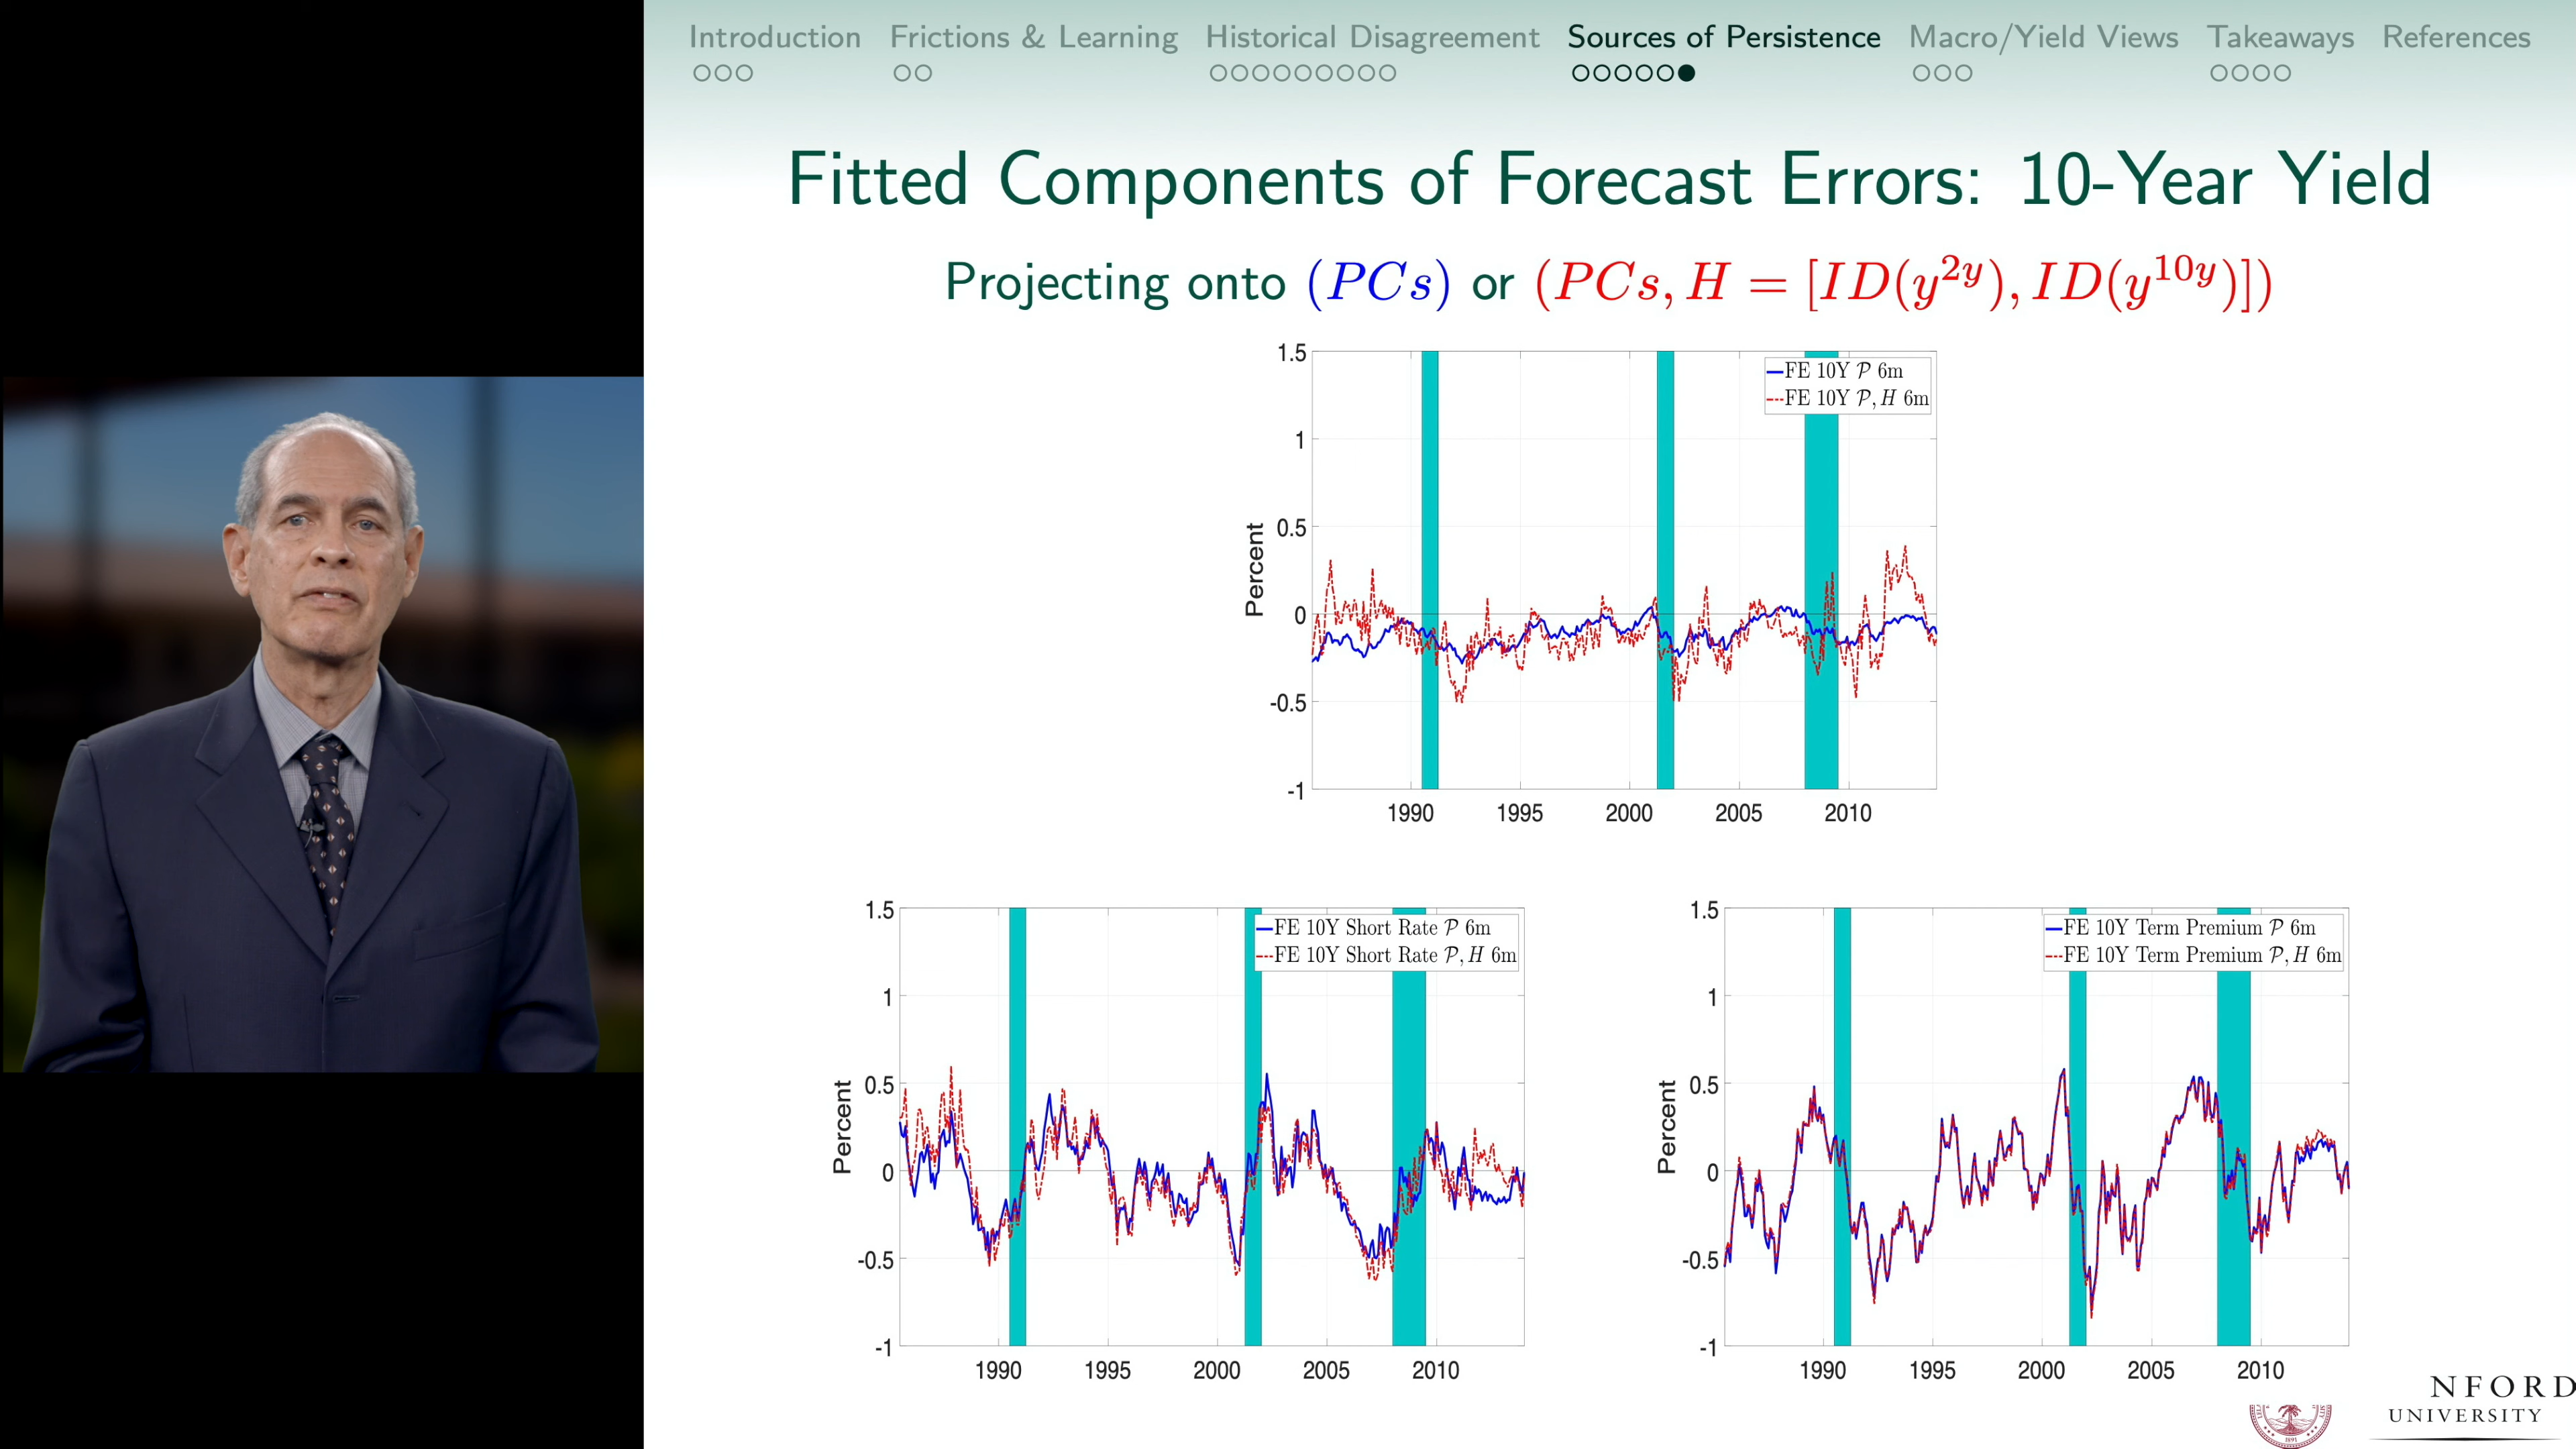 Introduction Frictions & Learning Historical Disagreement Sources of Persistence Macro/Yield Views Takeaways References
Fitted Components of Forecast Errors: 10-Year Yield
Projecting onto (PCs) or (PCs, H = [ID(y^{2y}), ID(y^{10y})])
1.5
1
0.5
0
-0.5
-1
Percent
FE 10Y 𝒫 6m
FE 10Y 𝒫, H 6m
1990 1995 2000 2005 2010
1.5
1
0.5
0
-0.5
-1
Percent
FE 10Y Short Rate 𝒫 6m
FE 10Y Short Rate 𝒫, H 6m
1990 1995 2000 2005 2010
1.5
1
0.5
0
-0.5
-1
Percent
FE 10Y Term Premium 𝒫 6m
FE 10Y Term Premium 𝒫, H 6m
1990 1995 2000 2005 2010
NFORD
UNIVERSITY